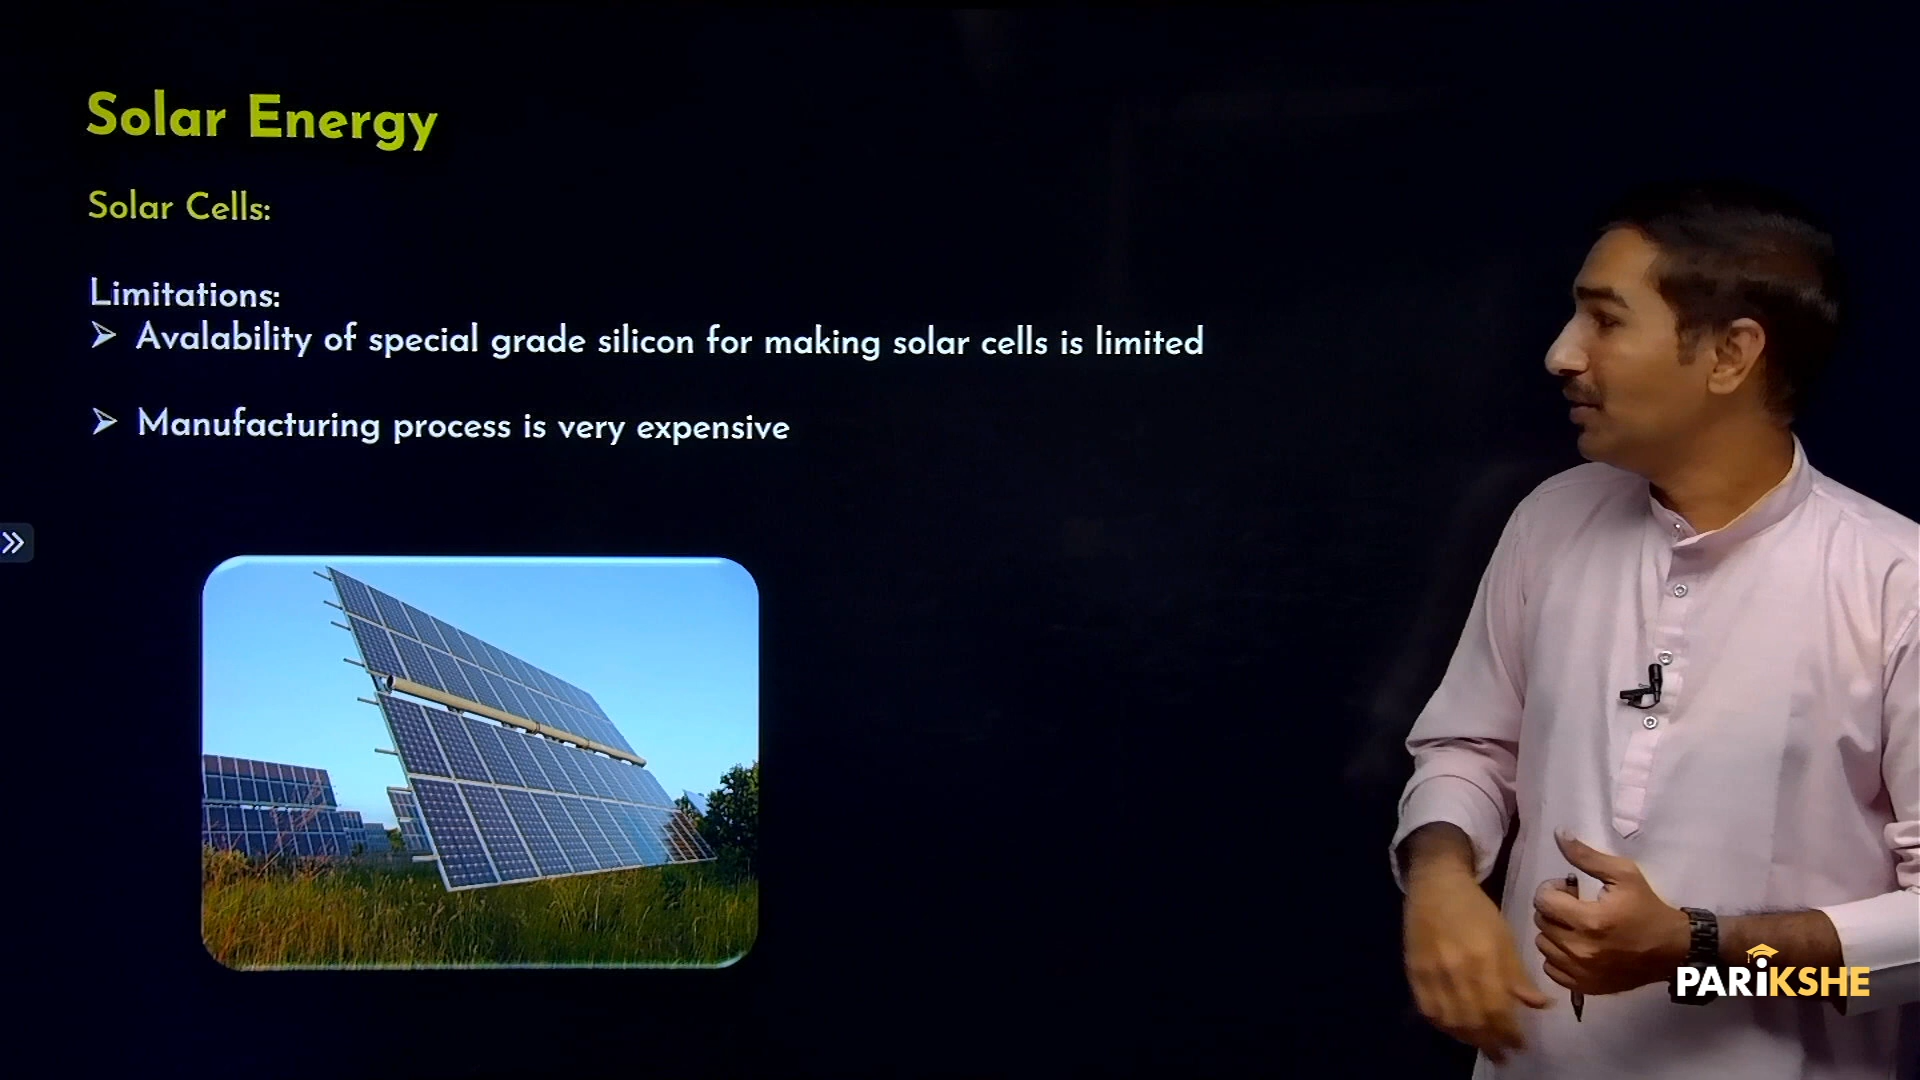 Solar Energy
Solar Cells:
Limitations:
➢ Avalability of special grade silicon for making solar cells is limited
➢ Manufacturing process is very expensive
PARiKSHE